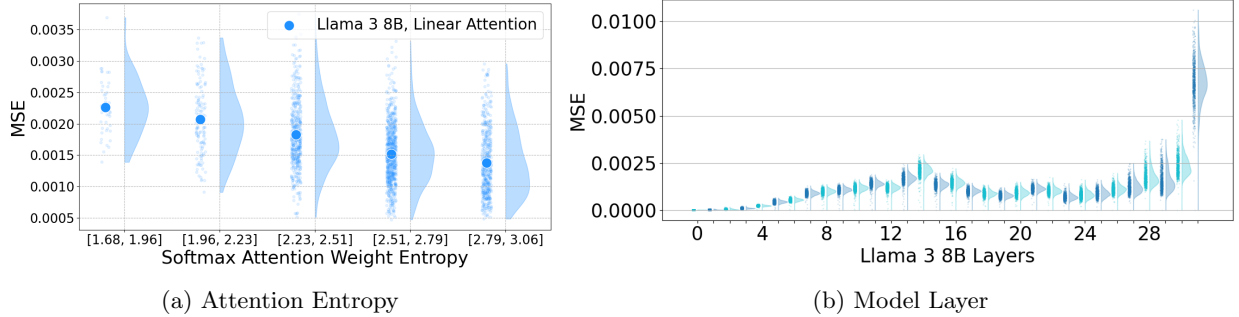 0.0035
0.0030
0.0025
0.0020
0.0015
0.0010
0.0005
MSE
Llama 3 8B, Linear Attention
[1.68, 1.96]
[1.96, 2.23]
[2.23, 2.51]
[2.51, 2.79]
[2.79, 3.06]
Softmax Attention Weight Entropy
(a) Attention Entropy
0.0100
0.0075
0.0050
0.0025
0.0000
MSE
0 4 8 12 16 20 24 28
Llama 3 8B Layers
(b) Model Layer